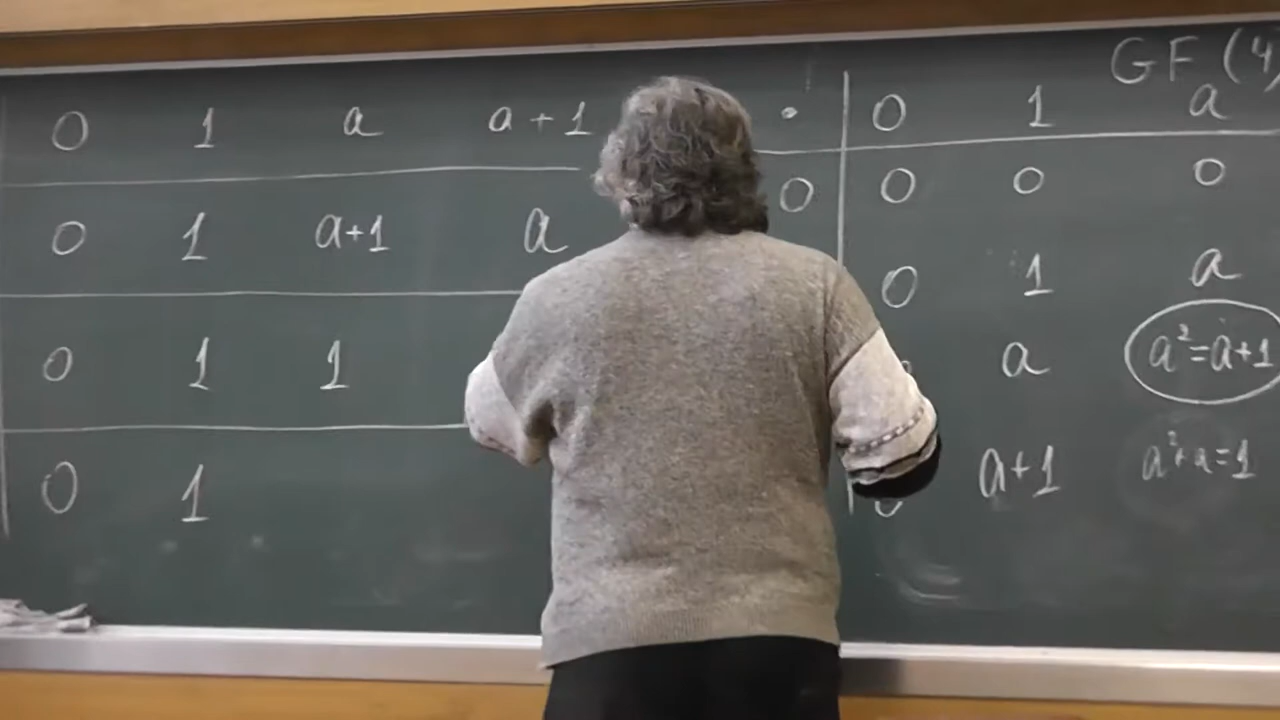 GF (4)
0 1 a a + 1 · 0 1 a
0 0 0 0
0 1 a+1 a 0 1 a
0 1 1 a a²=a+1
0 1 a+1 a²+a=1